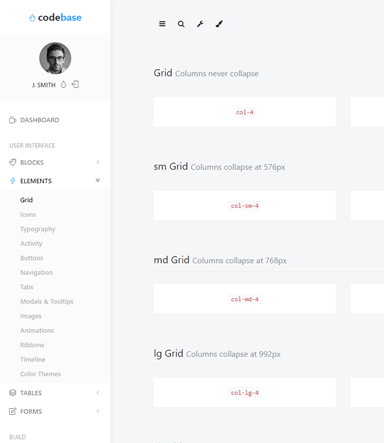 codebase
J. SMITH
DASHBOARD
USER INTERFACE
BLOCKS
ELEMENTS
Grid
Icons
Typography
Activity
Buttons
Navigation
Tabs
Modals & Tooltips
Images
Animations
Ribbons
Timeline
Color Themes
TABLES
FORMS
BUILD
Grid Columns never collapse
col-4
sm Grid Columns collapse at 576px
col-sm-4
md Grid Columns collapse at 768px
col-md-4
lg Grid Columns collapse at 992px
col-lg-4